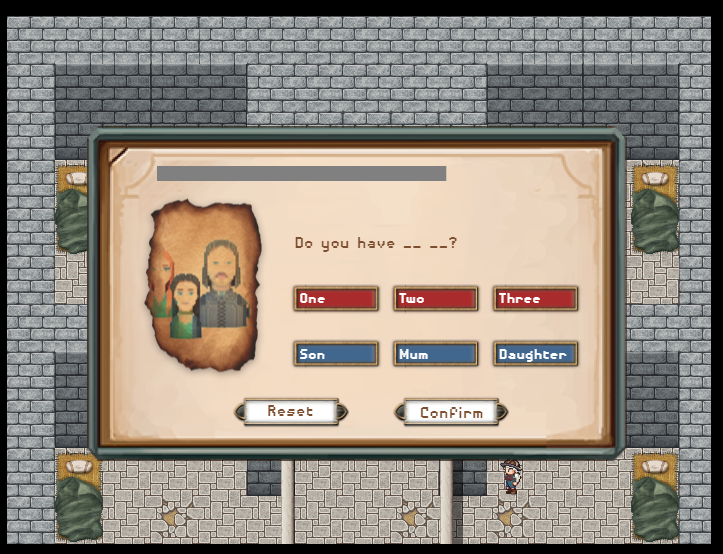 Do you have __ __?
One Two Three
Son Mum Daughter
Reset Confirm